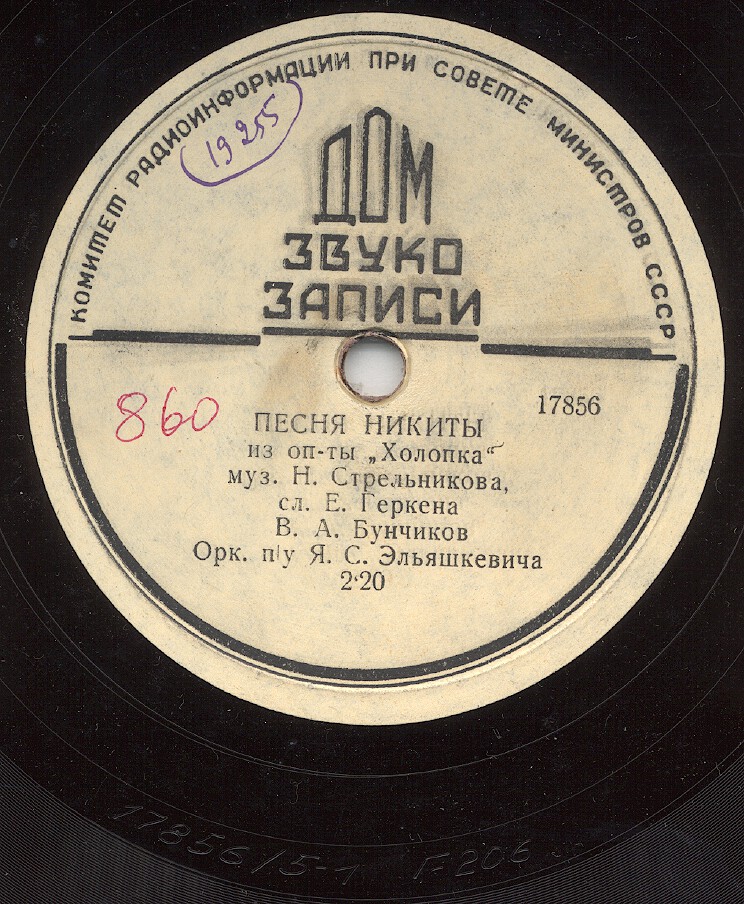 КОМИТЕТ РАДИОИНФОРМАЦИИ ПРИ СОВЕТЕ МИНИСТРОВ СССР
19255
ДОМ
ЗВУКО
ЗАПИСИ
860
17856
ПЕСНЯ НИКИТЫ
из оп-ты „Холопка“
муз. Н. Стрельникова,
сл. Е. Геркена
В. А. Бунчиков
Орк. п/у Я. С. Эльяшкевича
2·20
17856/5-1 Г-206